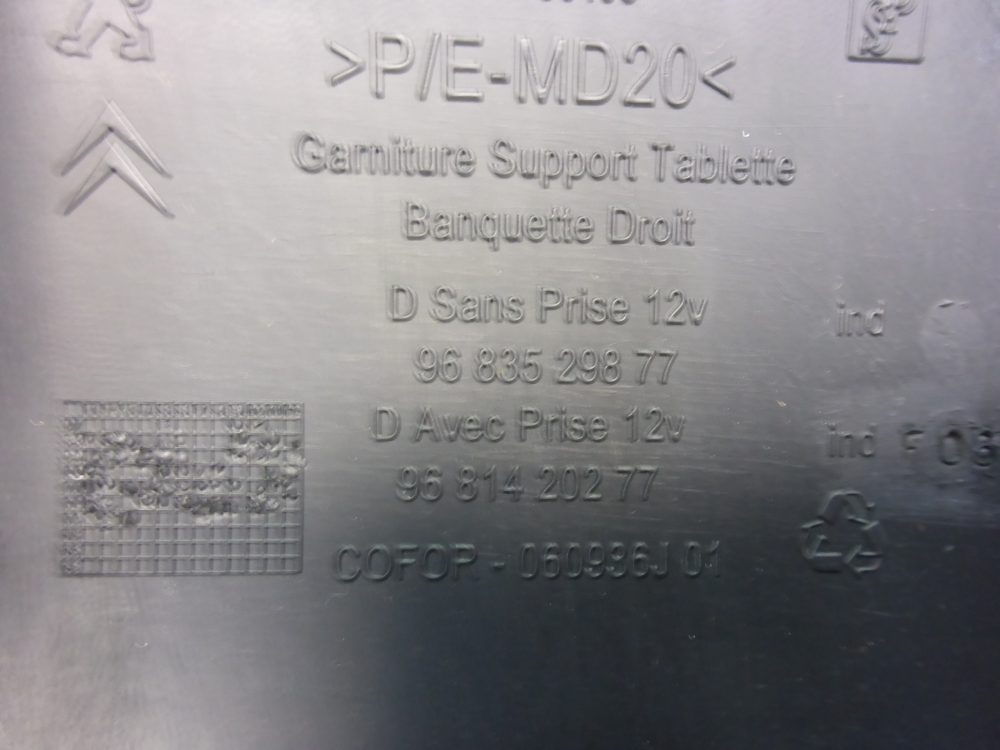 >P/E-MD20<
Garniture Support Tablette
Banquette Droit
D Sans Prise 12v
ind
96 835 298 77
D Avec Prise 12v
ind F 03
96 814 202 77
COFOR - 060936J 01